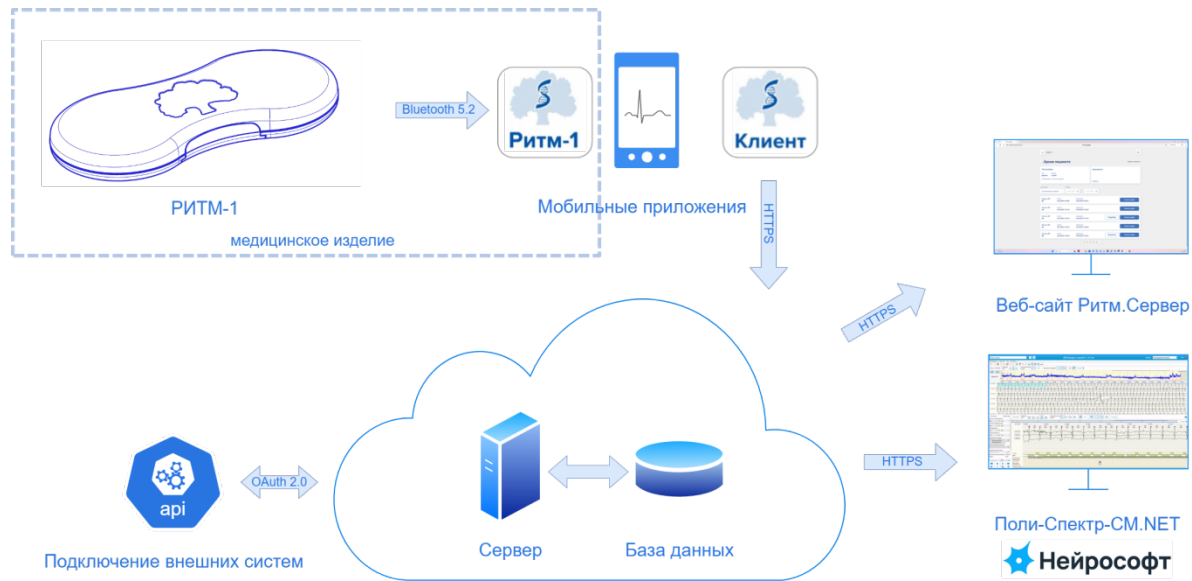 Bluetooth 5.2
Ритм-1
Клиент
РИТМ-1
Мобильные приложения
медицинское изделие
HTTPS
HTTPS
Веб-сайт Ритм.Сервер
HTTPS
api
OAuth 2.0
Подключение внешних систем
Сервер
База данных
Поли-Спектр-СМ.NET
Нейрософт